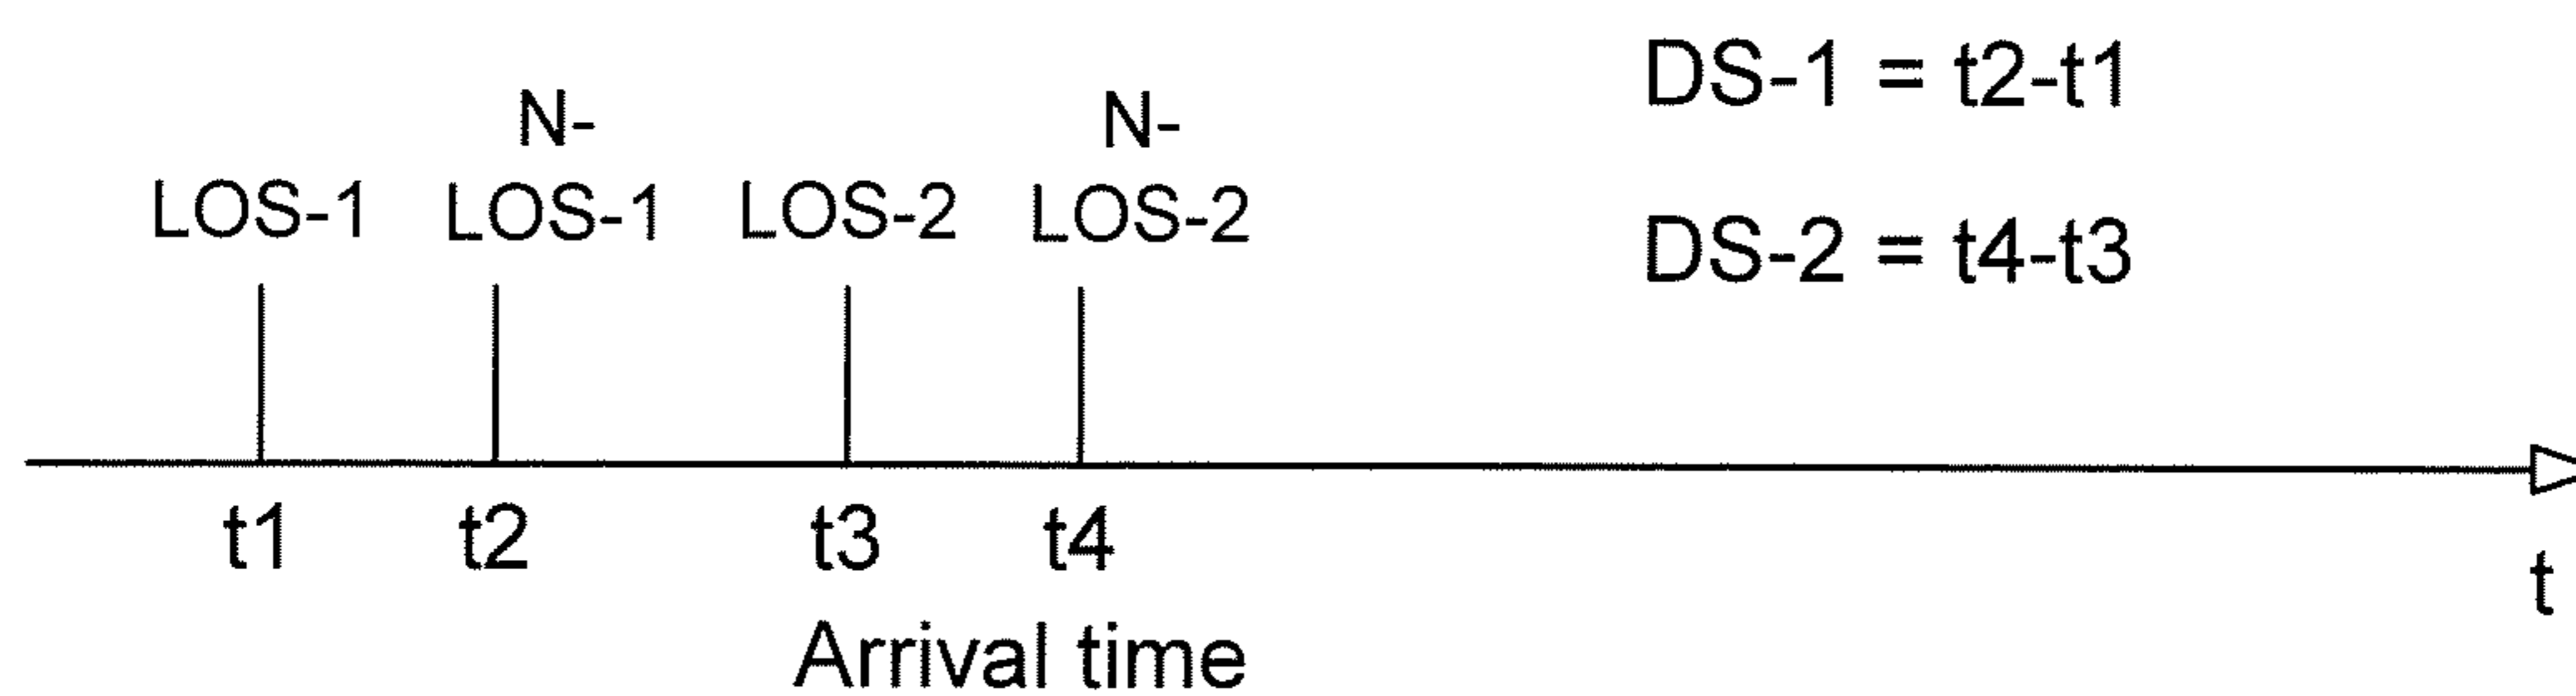 DS-1 = t2-t1
N-
N-
LOS-1 LOS-1 LOS-2 LOS-2
DS-2 = t4-t3
t1 t2 t3 t4
t
Arrival time